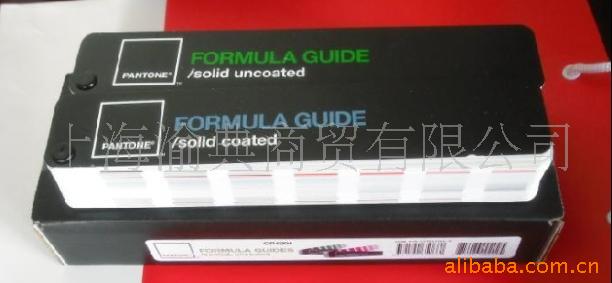 FORMULA GUIDE
/solid uncoated
PANTONE®
FORMULA GUIDE
/solid coated
PANTONE®
上海渝典商贸有限公司
FORMULA GUIDES
PANTONE®
alibaba.com.cn